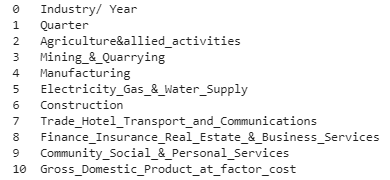 0 Industry/ Year
1 Quarter
2 Agriculture&allied_activities
3 Mining_&_Quarrying
4 Manufacturing
5 Electricity_Gas_&_Water_Supply
6 Construction
7 Trade_Hotel_Transport_and_Communications
8 Finance_Insurance_Real_Estate_&_Business_Services
9 Community_Social_&_Personal_Services
10 Gross_Domestic_Product_at_factor_cost